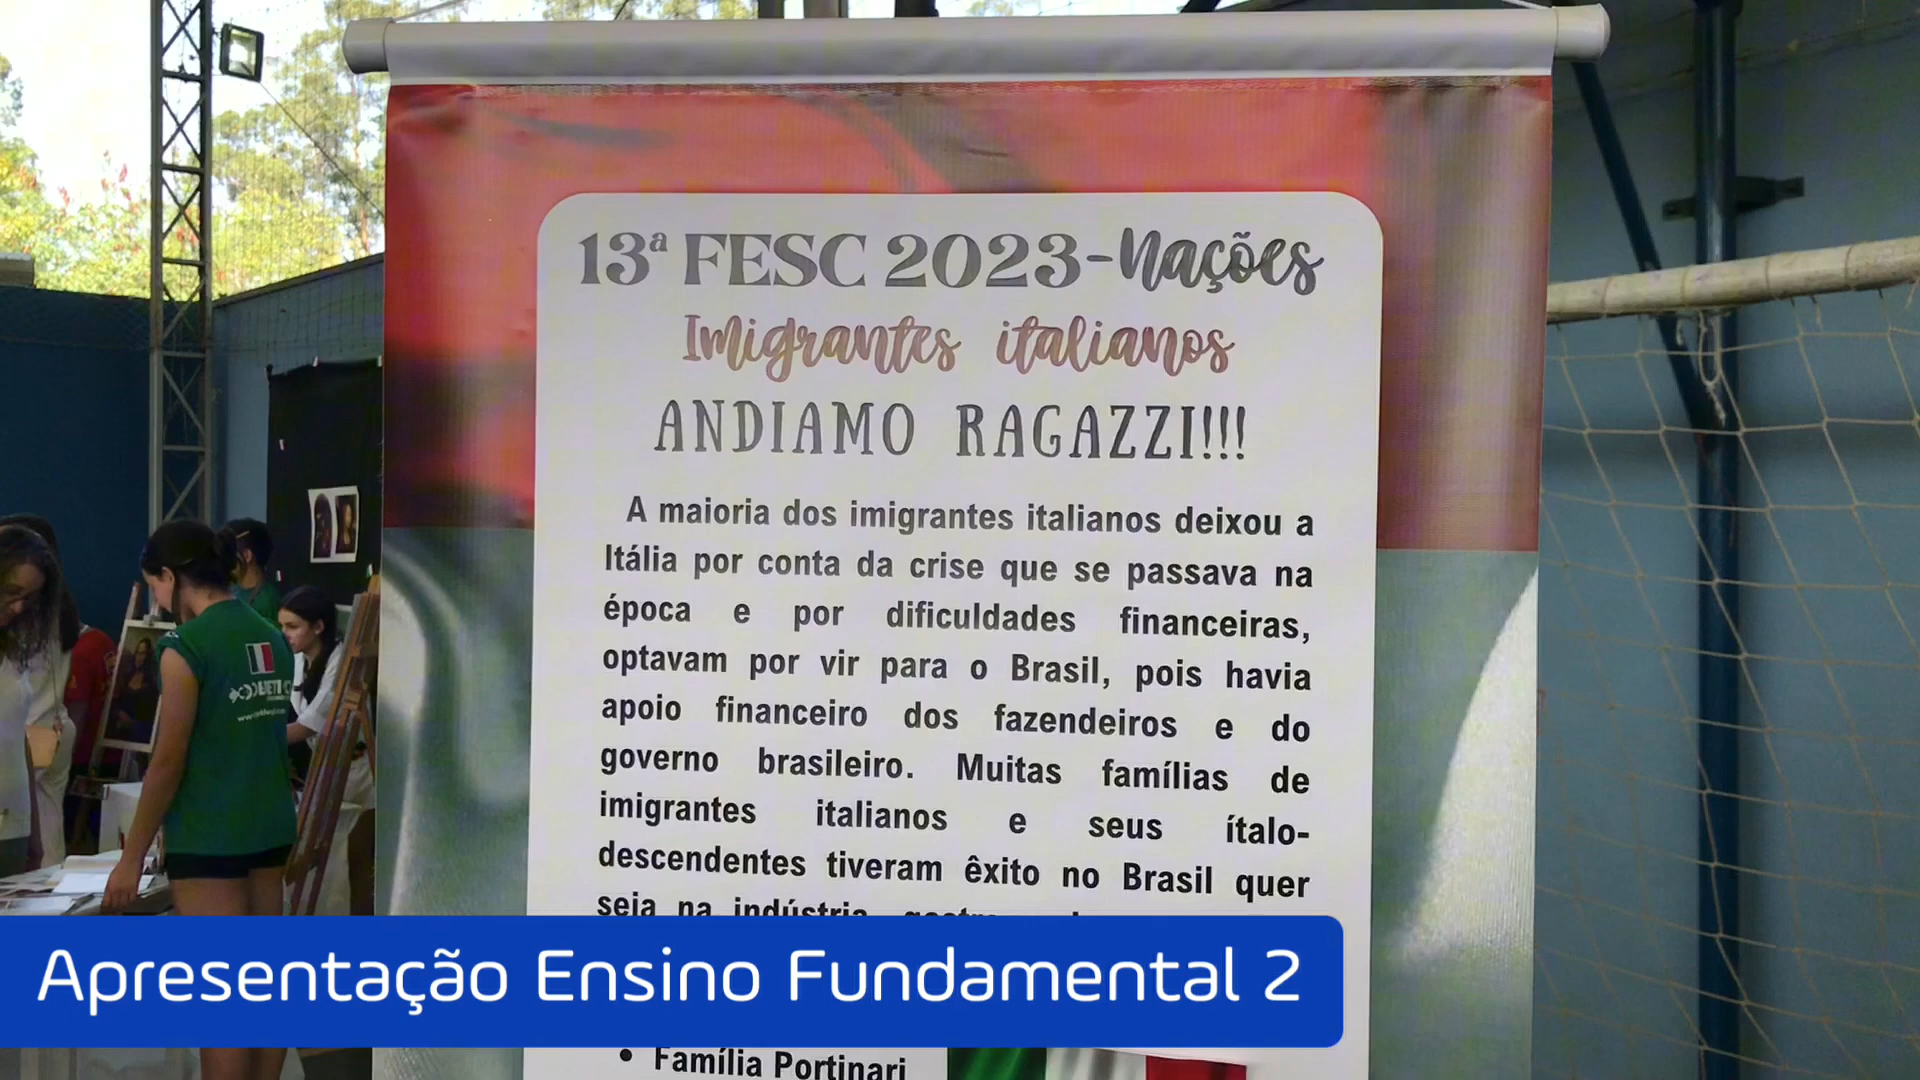 13ª FESC 2023-Nações
Imigrantes italianos
ANDIAMO RAGAZZI!!!
A maioria dos imigrantes italianos deixou a
Itália por conta da crise que se passava na
época e por dificuldades financeiras,
optavam por vir para o Brasil, pois havia
apoio financeiro dos fazendeiros e do
governo brasileiro. Muitas famílias de
imigrantes italianos e seus ítalo-
descendentes tiveram êxito no Brasil quer
seja na indústria,
Apresentação Ensino Fundamental 2
• Família Portinari